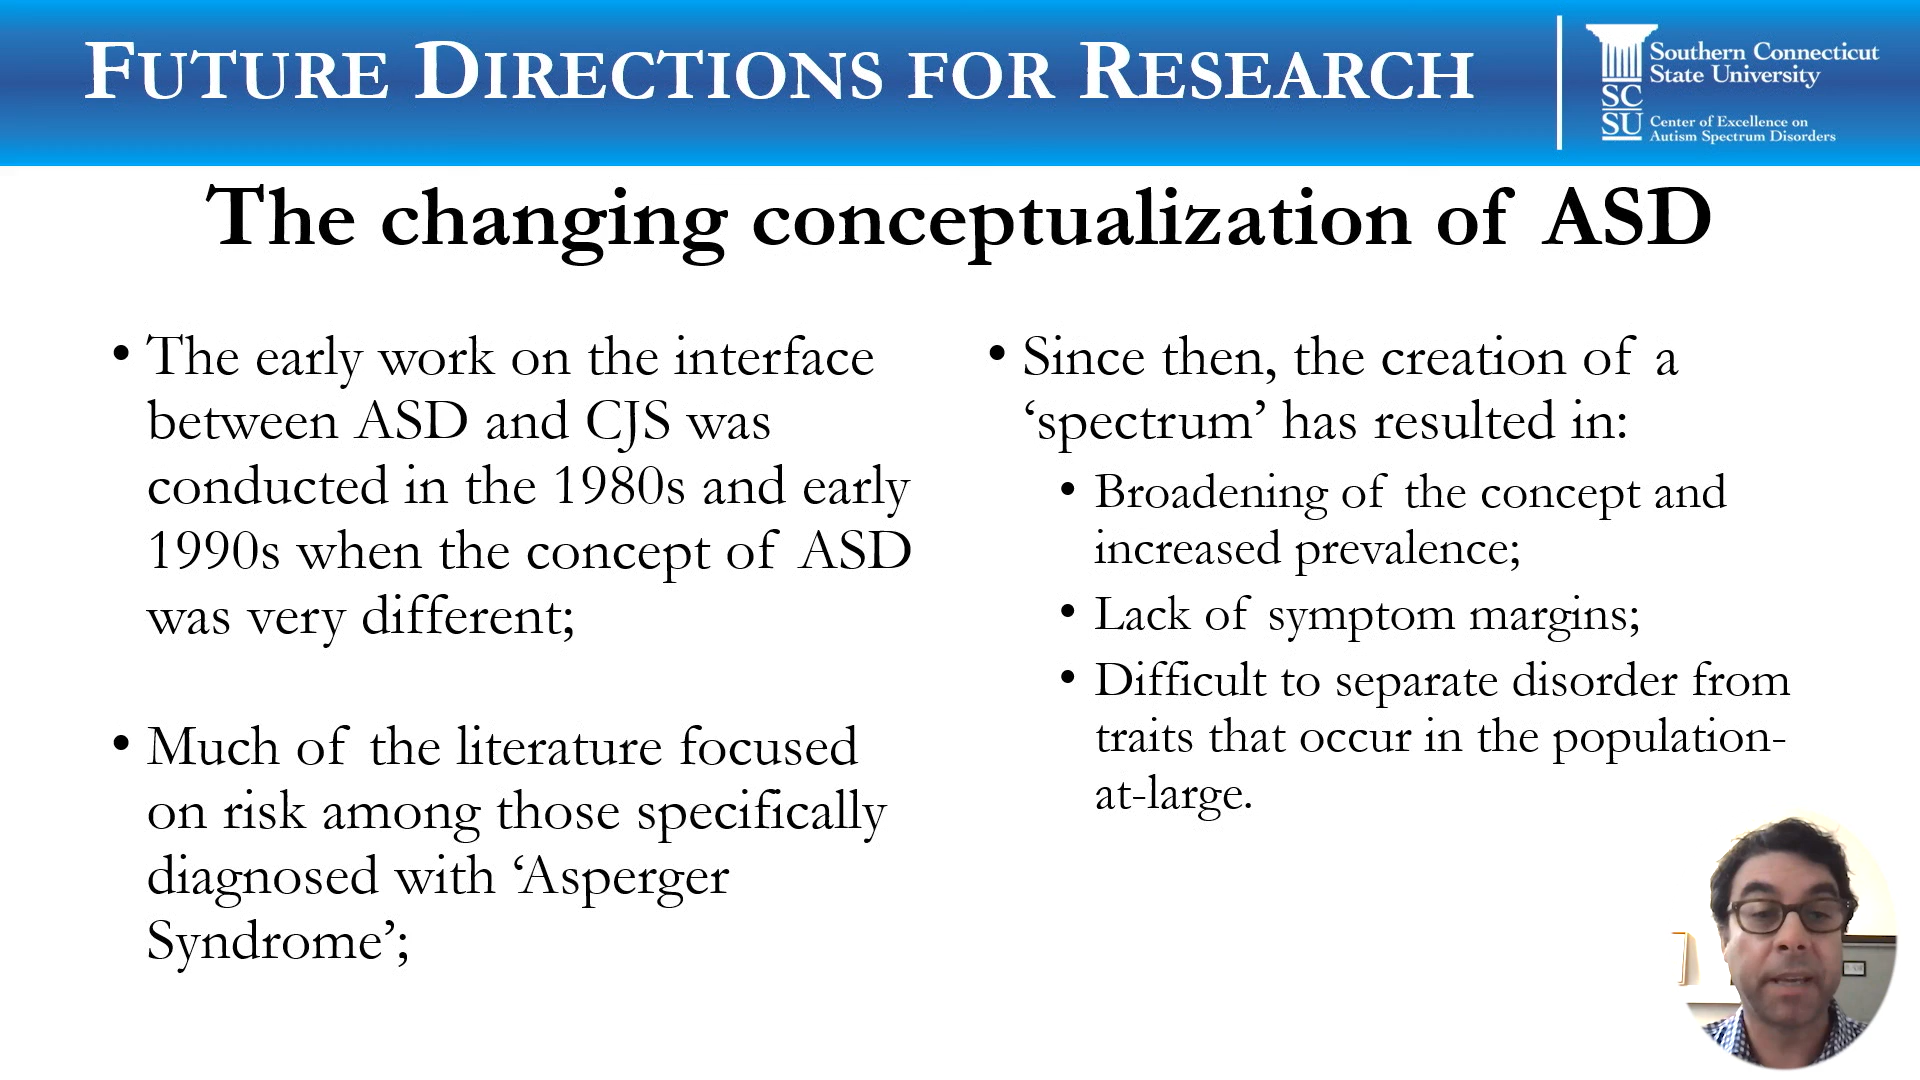 FUTURE DIRECTIONS FOR RESEARCH
Southern Connecticut
State University
SC
SU
Center of Excellence on
Autism Spectrum Disorders
The changing conceptualization of ASD
• The early work on the interface
between ASD and CJS was
conducted in the 1980s and early
1990s when the concept of ASD
was very different;
• Much of the literature focused
on risk among those specifically
diagnosed with ‘Asperger
Syndrome’;
• Since then, the creation of a
‘spectrum’ has resulted in:
• Broadening of the concept and
increased prevalence;
• Lack of symptom margins;
• Difficult to separate disorder from
traits that occur in the population-
at-large.